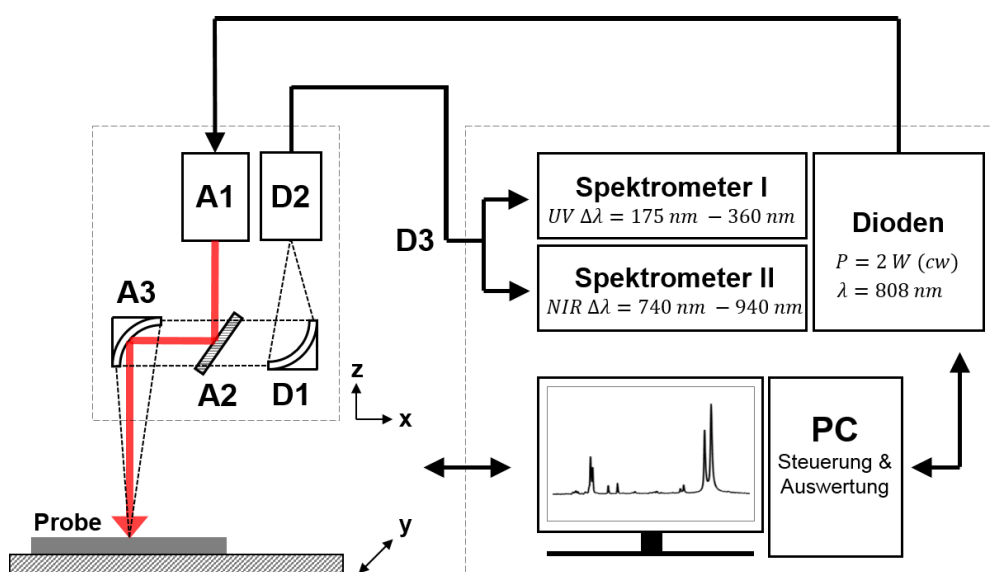 A1
D2
A3
A2
D1
z
x
y
Probe
D3
Spektrometer I
UV Δλ = 175 nm − 360 nm
Spektrometer II
NIR Δλ = 740 nm − 940 nm
Dioden
P = 2 W (cw)
λ = 808 nm
PC
Steuerung &
Auswertung